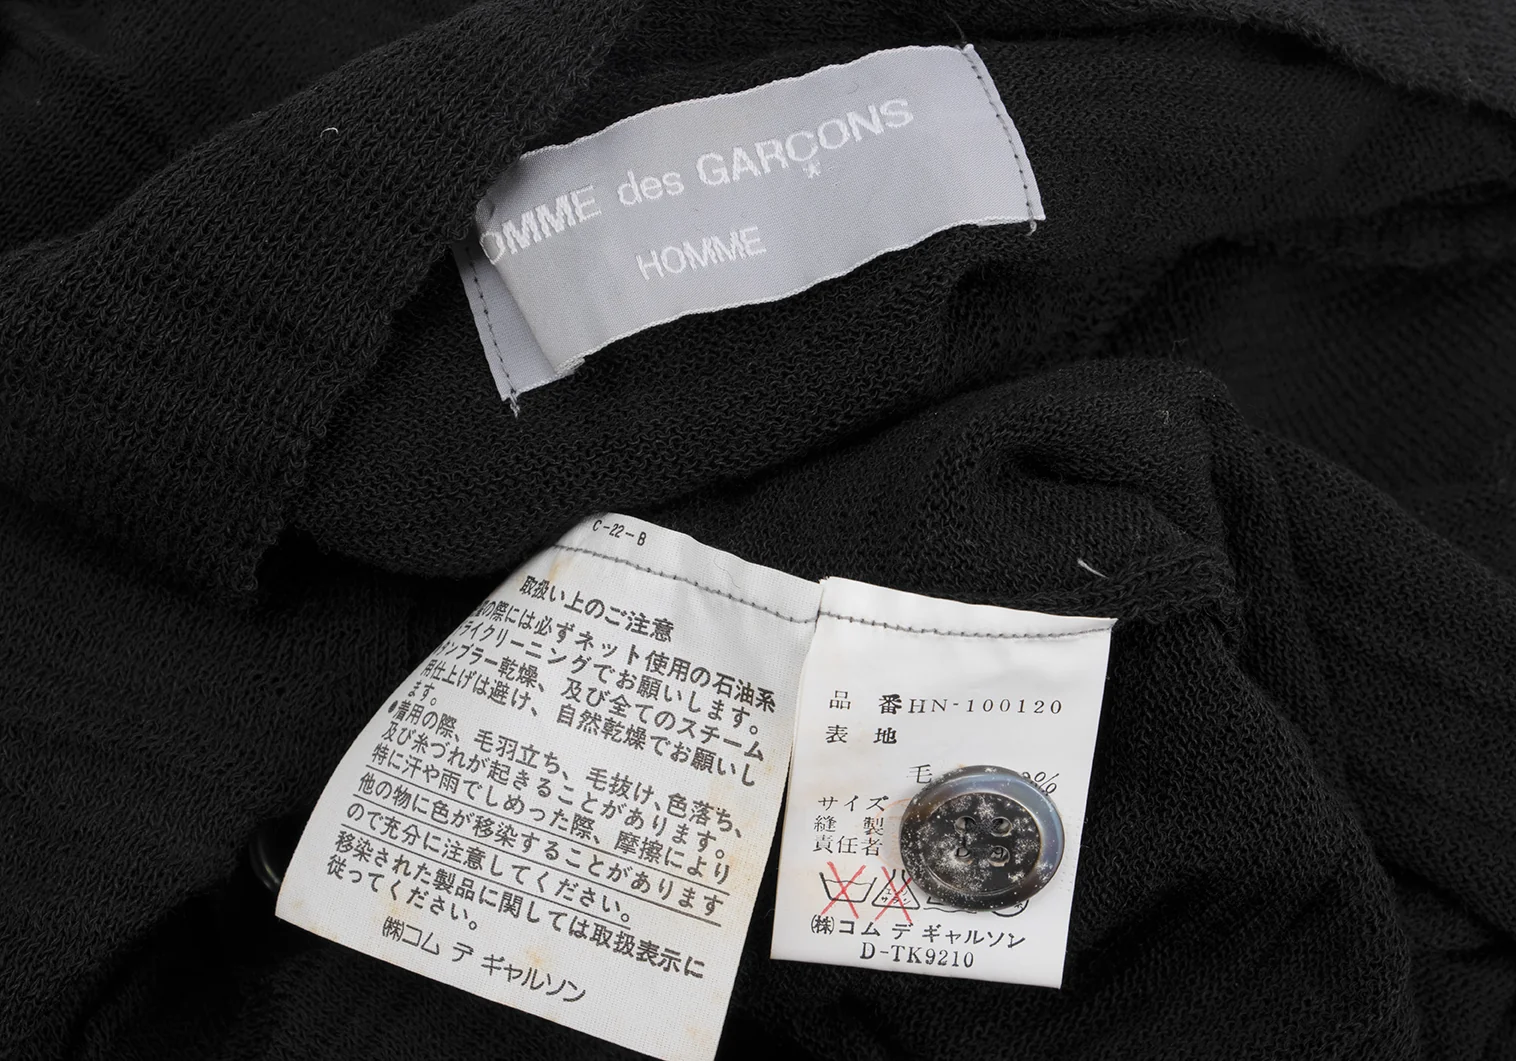 OMME des GARÇONS
HOMME
C-22-B
取扱い上のご注意
の際には必ずネット使用の石油系
ライクリーニングでお願いします。
タンブラー乾燥、及び全てのスチーム
用仕上げは避け、自然乾燥でお願いし
ます。
●着用の際、毛羽立ち、毛抜け、色落ち、
及び糸づれが起きることがあります。
特に汗や雨でしめった際、摩擦により
他の物に色が移染することがあります
ので充分に注意してください。
移染された製品に関しては取扱表示に
従ってください。
㈱コム デ ギャルソン
品 番 HN-100120
表 地
毛 %
サイズ
縫 製
責任者
㈱コム デ ギャルソン
D-TK9210